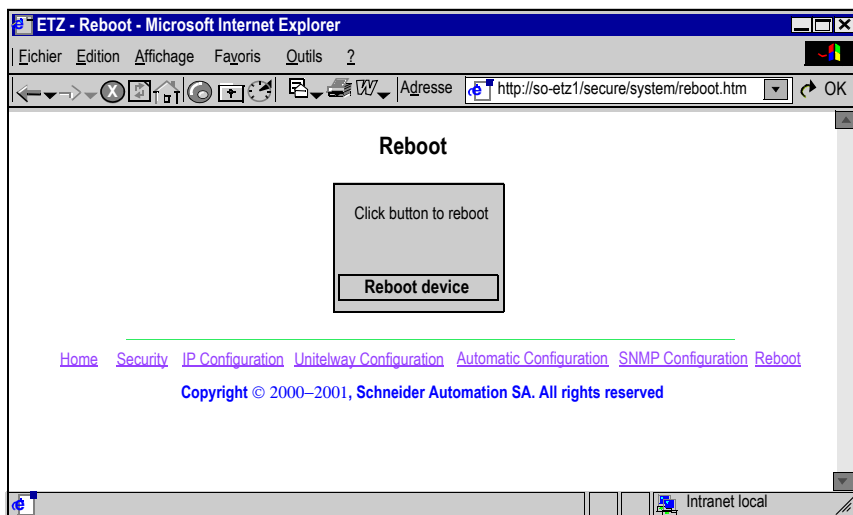 ETZ - Reboot - Microsoft Internet Explorer
Fichier Edition Affichage Favoris Outils ?
Adresse http://so-etz1/secure/system/reboot.htm OK
Reboot
Click button to reboot
Reboot device
Home Security IP Configuration Unitelway Configuration Automatic Configuration SNMP Configuration Reboot
Copyright © 2000–2001, Schneider Automation SA. All rights reserved
Intranet local